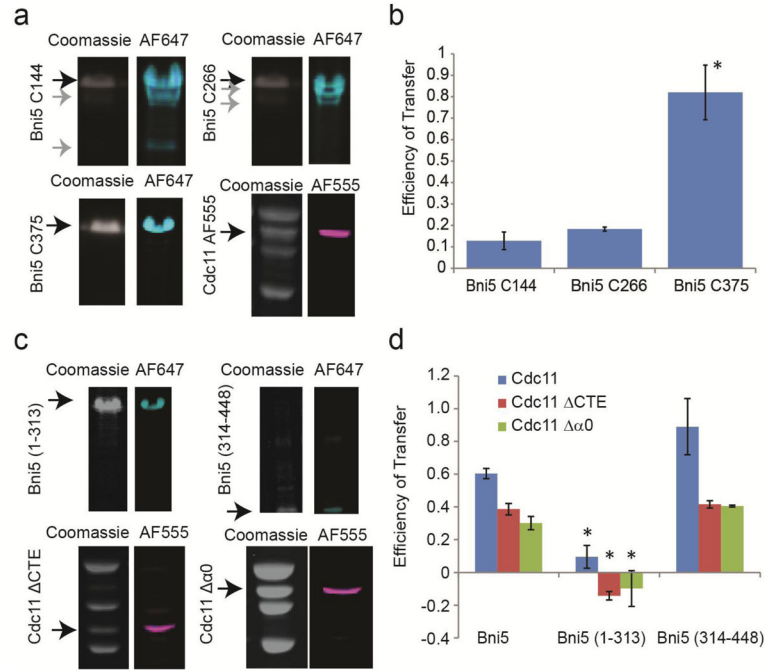 a
Coomassie AF647
Bni5 C144
Coomassie AF647
Bni5 C266
Coomassie AF647
Bni5 C375
Coomassie AF555
Cdc11 AF555
b
Efficiency of Transfer
1
0.9
0.8
0.7
0.6
0.5
0.4
0.3
0.2
0.1
0
*
Bni5 C144 Bni5 C266 Bni5 C375
c
Coomassie AF647
Bni5 (1-313)
Coomassie AF647
Bni5 (314-448)
Coomassie AF555
Cdc11 ΔCTE
Coomassie AF555
Cdc11 Δα0
d
Efficiency of Transfer
1.2
1.0
0.8
0.6
0.4
0.2
0
-0.2
-0.4
Cdc11
Cdc11 ΔCTE
Cdc11 Δα0
* * *
Bni5 Bni5 (1-313) Bni5 (314-448)